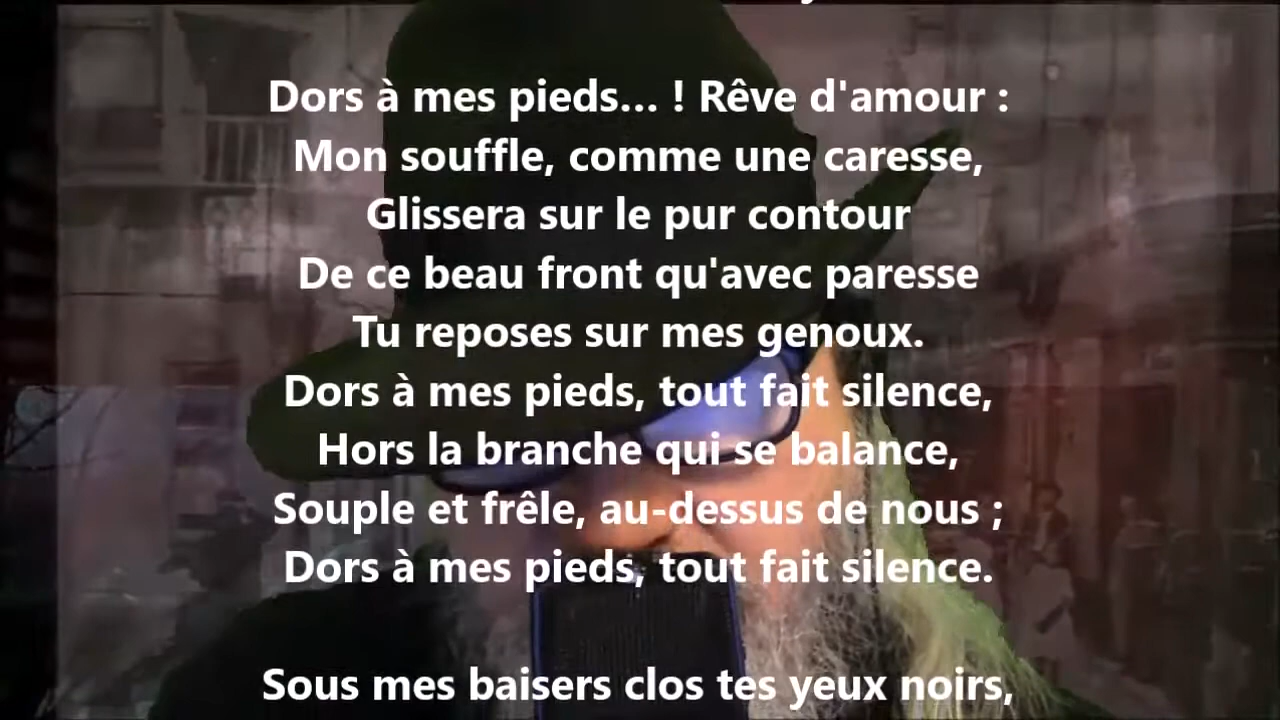 Dors à mes pieds... ! Rêve d'amour :
Mon souffle, comme une caresse,
Glissera sur le pur contour
De ce beau front qu'avec paresse
Tu reposes sur mes genoux.
Dors à mes pieds, tout fait silence,
Hors la branche qui se balance,
Souple et frêle, au-dessus de nous ;
Dors à mes pieds, tout fait silence.
Sous mes baisers clos tes yeux noirs,